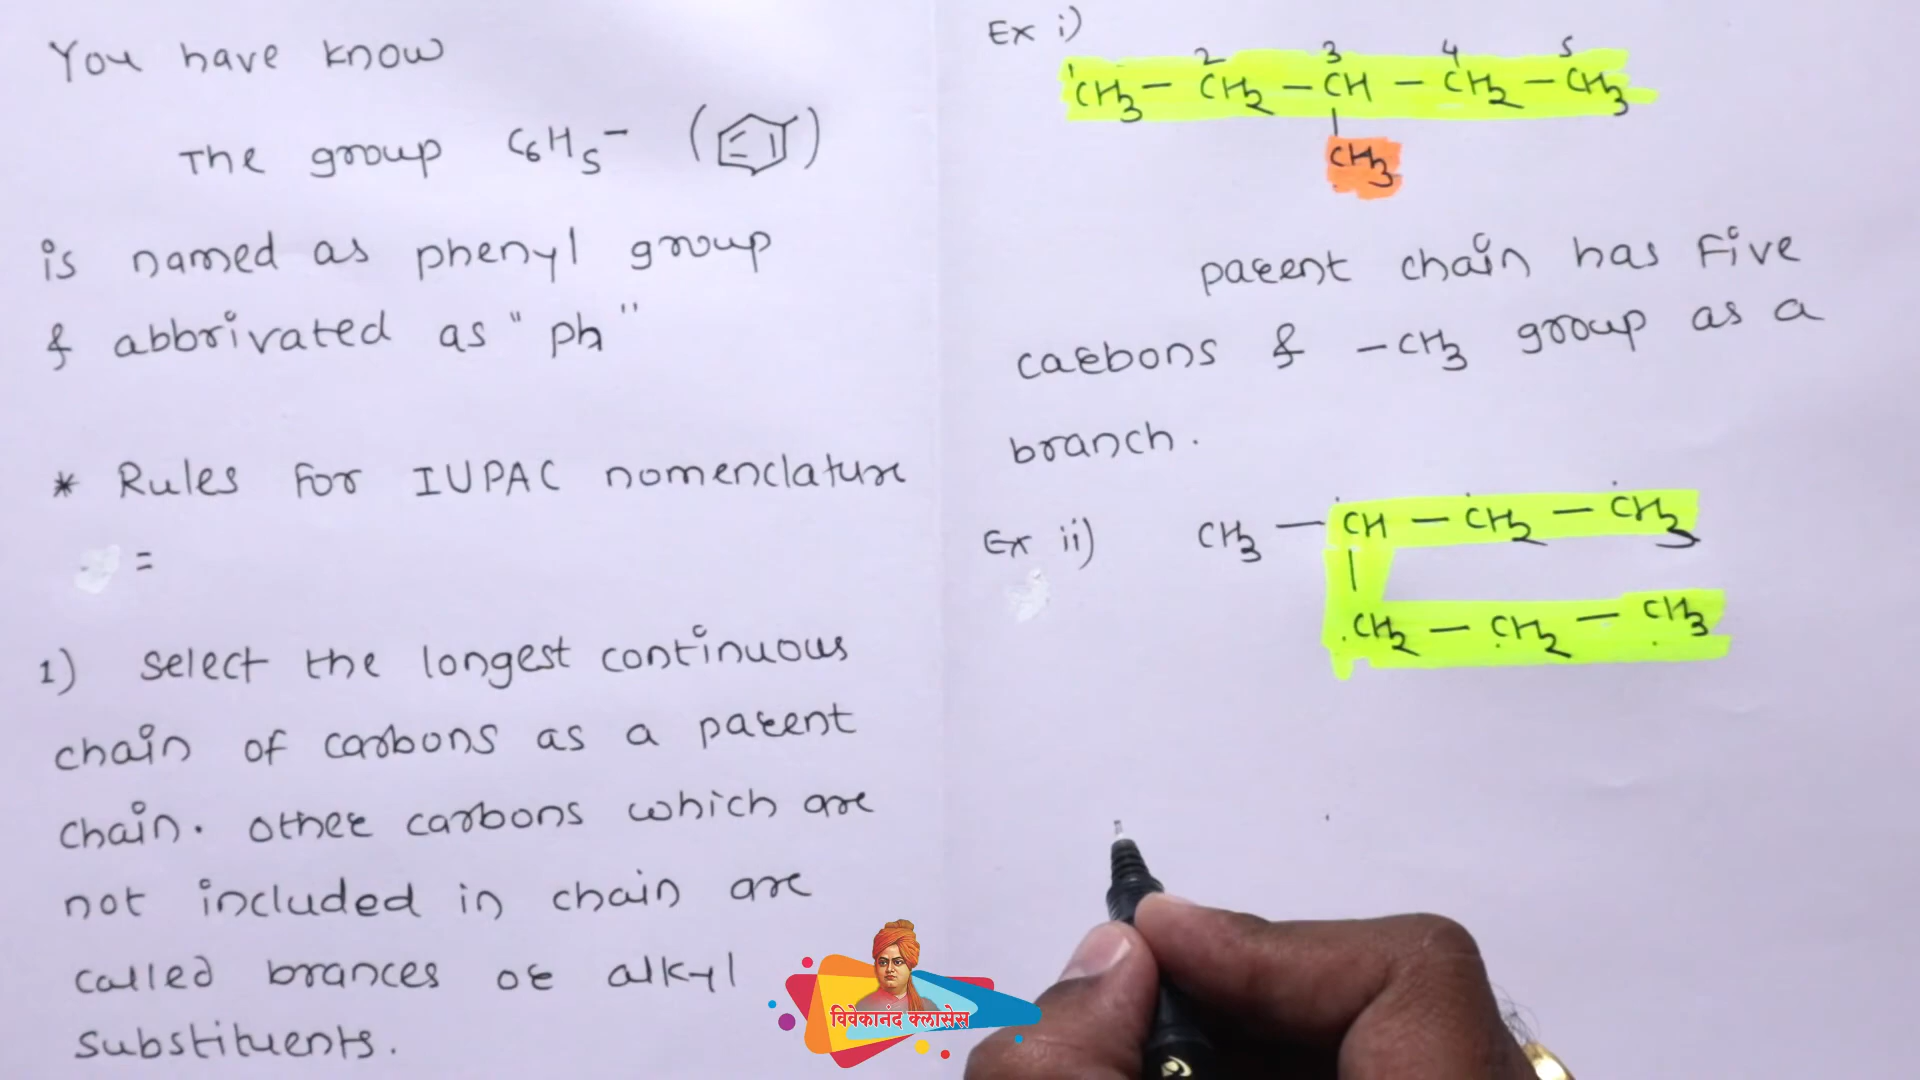 You have know
The group C6H5- ( )
is named as phenyl group
& abbrivated as "ph"
* Rules for IUPAC nomenclature
=
1) select the longest continuous
chain of carbons as a parent
chain. other carbons which are
not included in chain are
called brances or alkyl
substituents.
Ex i)
1 2 3 4 5
CH3 - CH2 - CH - CH2 - CH3
|
CH3
parent chain has Five
carbons & -CH3 group as a
branch.
Ex ii) CH3 - CH - CH2 - CH3
|
CH2 - CH2 - CH3
विवेकानंद क्लासेस